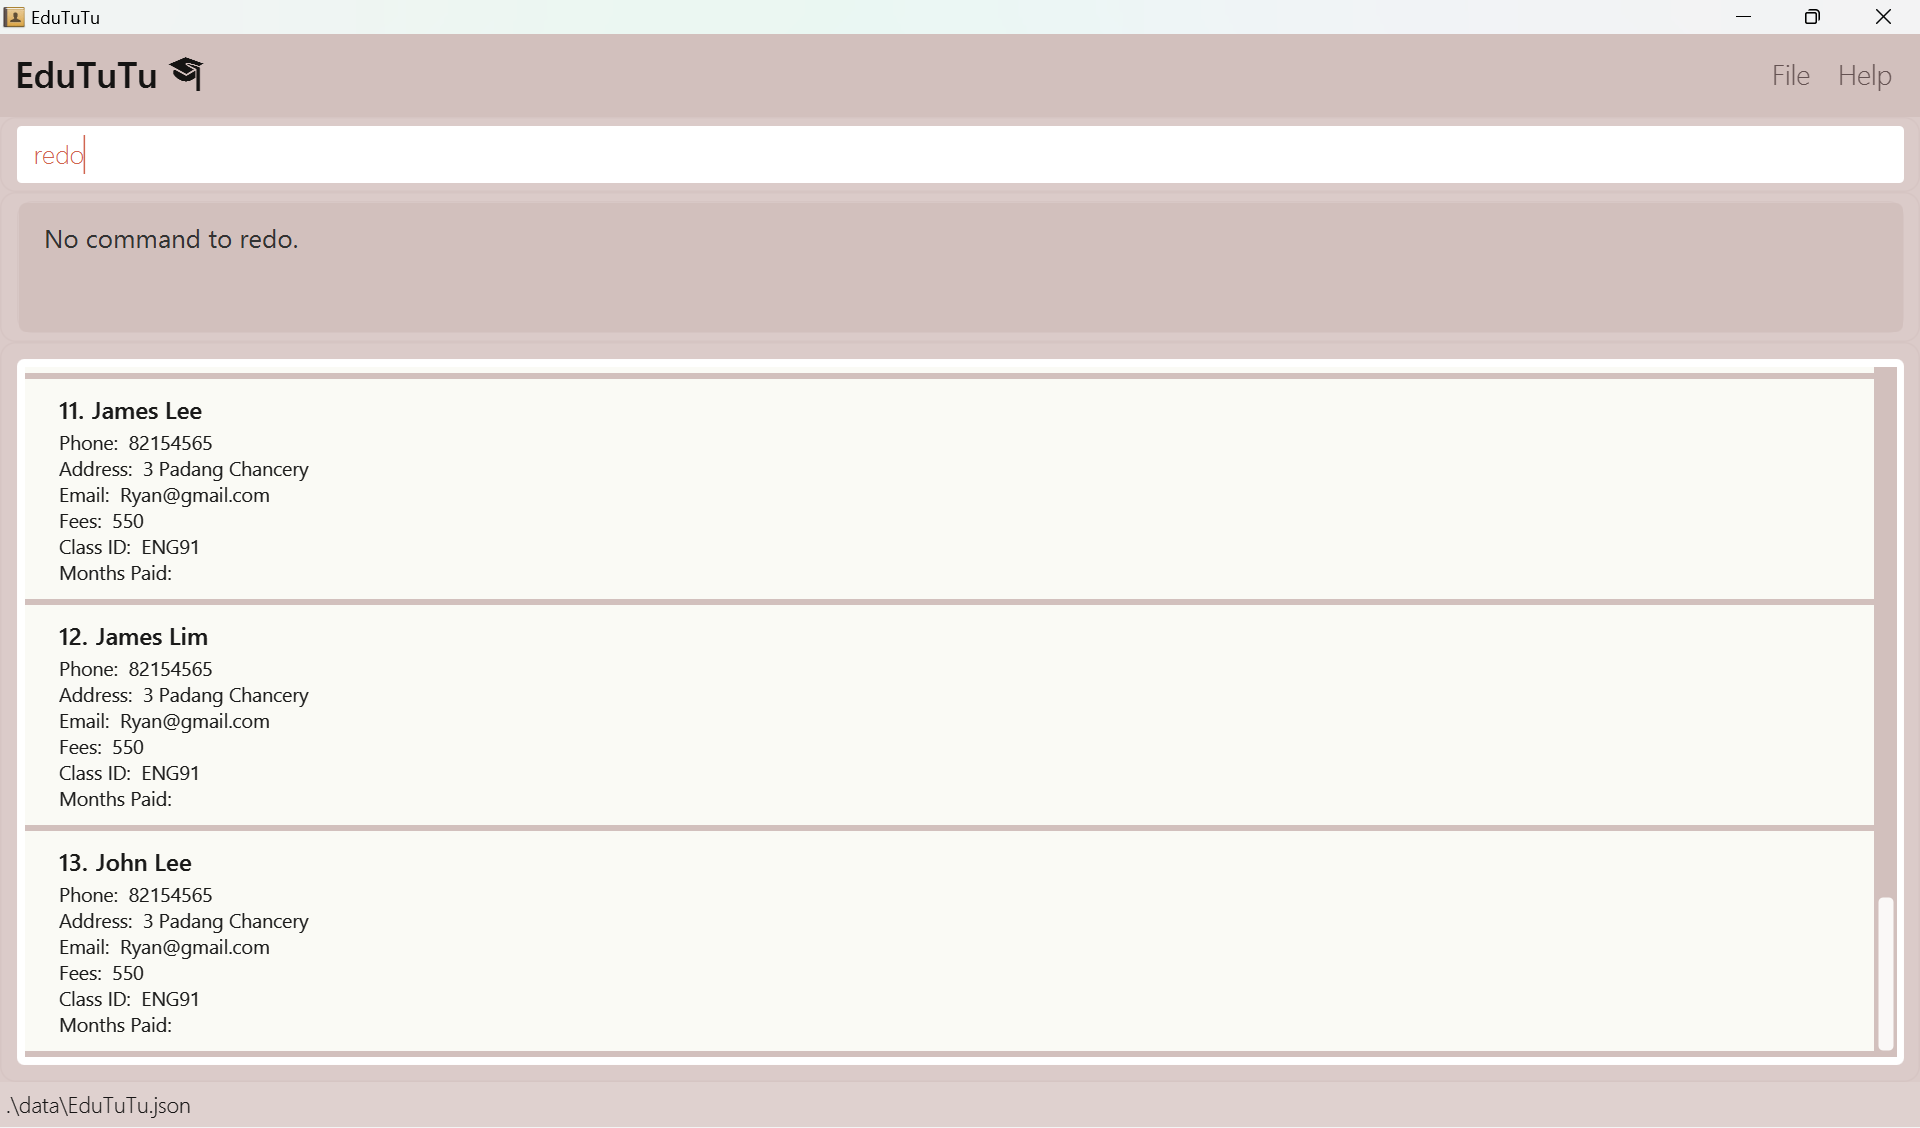 EduTuTu
EduTuTu
File Help
redo
No command to redo.
11. James Lee
Phone: 82154565
Address: 3 Padang Chancery
Email: Ryan@gmail.com
Fees: 550
Class ID: ENG91
Months Paid:
12. James Lim
Phone: 82154565
Address: 3 Padang Chancery
Email: Ryan@gmail.com
Fees: 550
Class ID: ENG91
Months Paid:
13. John Lee
Phone: 82154565
Address: 3 Padang Chancery
Email: Ryan@gmail.com
Fees: 550
Class ID: ENG91
Months Paid:
.\data\EduTuTu.json